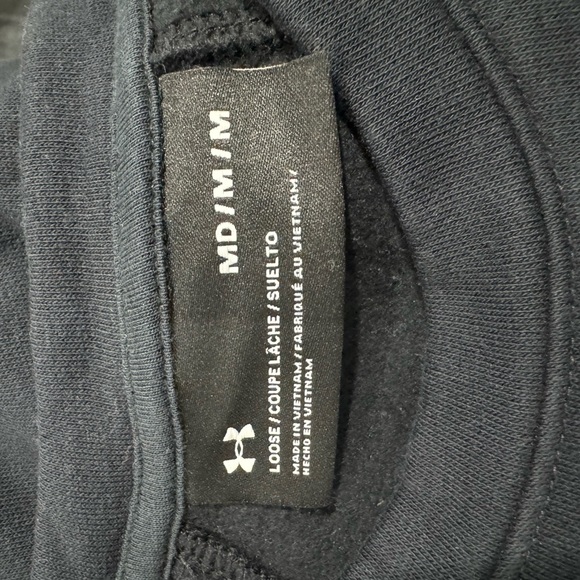 MD/M/M
LOOSE/COUPE LÂCHE/SUELTO
MADE IN VIETNAM/FABRIQUÉ AU VIETNAM/
HECHO EN VIETNAM